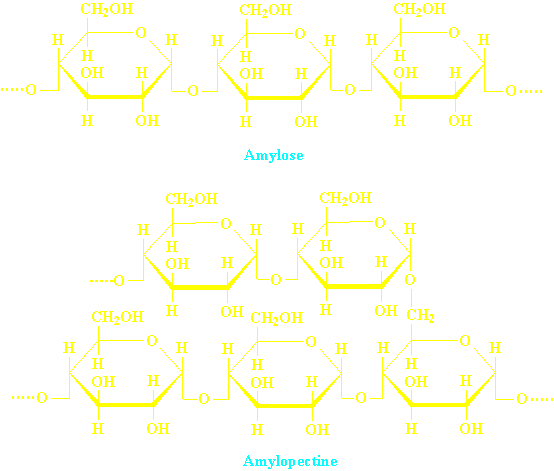 CH₂OH CH₂OH CH₂OH
H O H H O H H O H
H H H
OH H OH H OH H
.....O O O O.....
H OH H OH H OH
Amylose
CH₂OH CH₂OH
H O H H O H
H H
OH H OH H
.....O O O
H OH H OH CH₂
CH₂OH CH₂OH
H O H H O H H O H
H H H
OH H OH H OH H
.....O O O O.....
H OH H OH H OH
Amylopectine